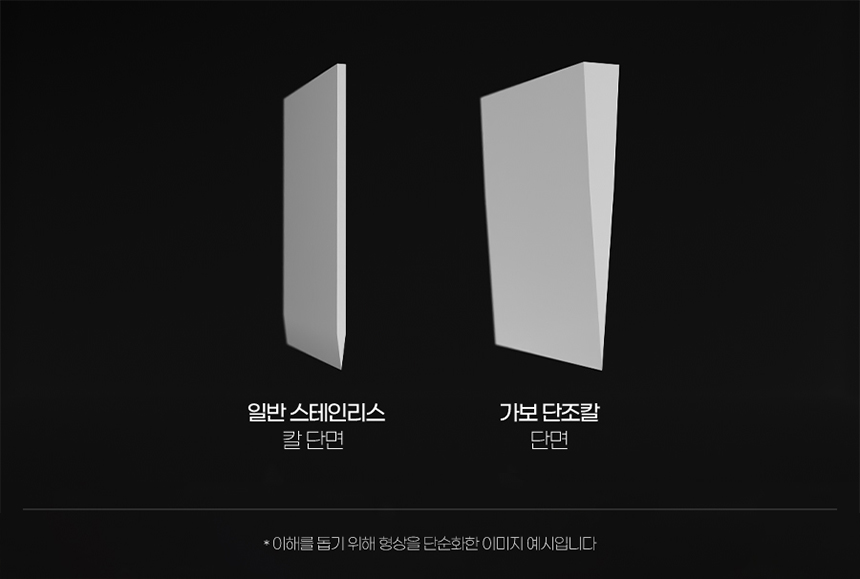 일반 스테인리스
칼 단면
가보 단조칼
단면
* 이해를 돕기 위해 형상을 단순화한 이미지 예시입니다